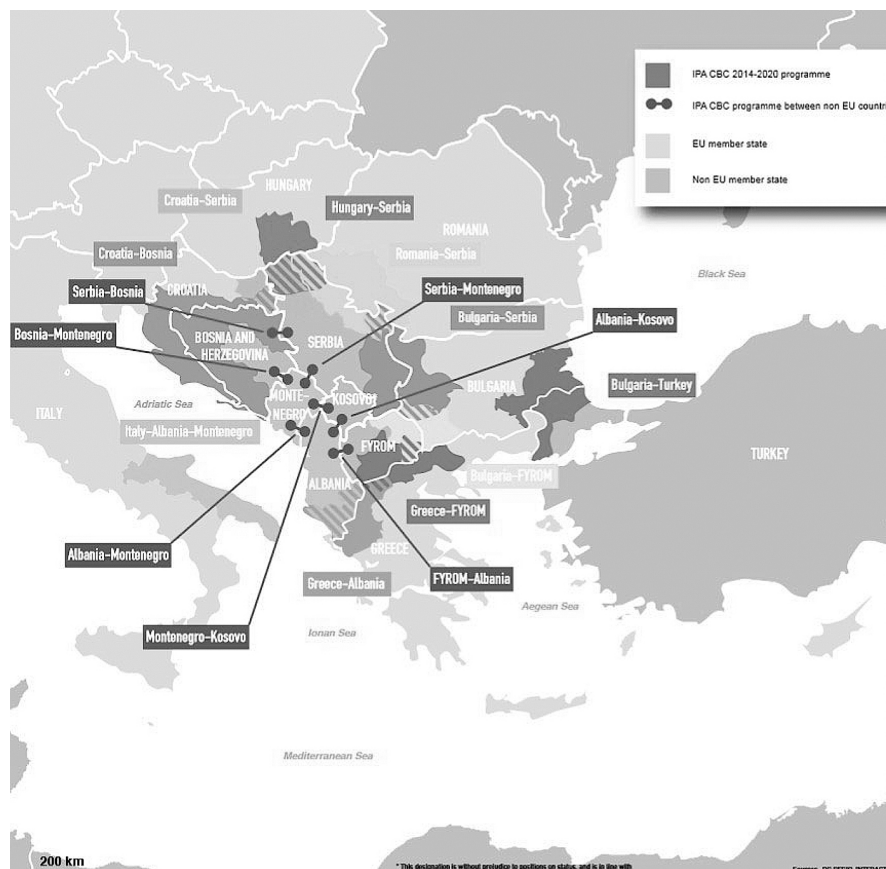 IPA CBC 2014-2020 programme
IPA CBC programme between non EU countri
EU member state
Non EU member state
HUNGARY
Croatia-Serbia
Hungary-Serbia
ROMANIA
Croatia-Bosnia
Romania-Serbia
Black Sea
Serbia-Bosnia
CROATIA
Serbia-Montenegro
Bosnia-Montenegro
BOSNIA AND
HERZEGOVINA
SERBIA
Bulgaria-Serbia
Albania-Kosovo
BULGARIA
Bulgaria-Turkey
Adriatic Sea
MONTE-
NEGRO
KOSOVO*
ITALY
Italy-Albania-Montenegro
FYROM
TURKEY
ALBANIA
Bulgaria-FYROM
Greece-FYROM
Albania-Montenegro
GREECE
Greece-Albania
FYROM-Albania
Aegean Sea
Montenegro-Kosovo
Ionan Sea
Mediterranean Sea
200 km
* This designation is without prejudice to positions on status, and is in line with
Sources: DG REGIO, INTERACT